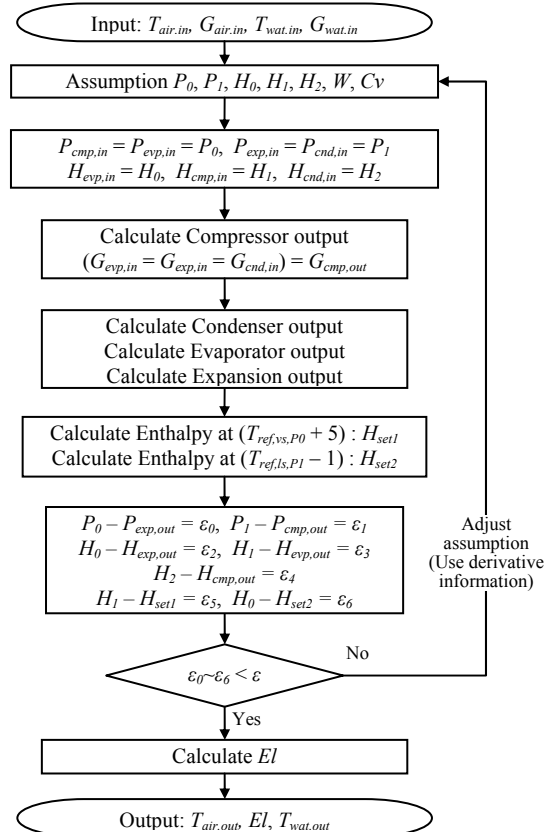 Input: T_air.in, G_air.in, T_wat.in, G_wat.in
Assumption P_0, P_1, H_0, H_1, H_2, W, Cv
P_cmp,in = P_evp,in = P_0, P_exp,in = P_cnd,in = P_1
H_evp,in = H_0, H_cmp,in = H_1, H_cnd,in = H_2
Calculate Compressor output
(G_evp,in = G_exp,in = G_cnd,in) = G_cmp,out
Calculate Condenser output
Calculate Evaporator output
Calculate Expansion output
Calculate Enthalpy at (T_ref,vs,P0 + 5) : H_set1
Calculate Enthalpy at (T_ref,ls,P1 – 1) : H_set2
P_0 – P_exp,out = ε_0, P_1 – P_cmp,out = ε_1
H_0 – H_exp,out = ε_2, H_1 – H_evp,out = ε_3
H_2 – H_cmp,out = ε_4
H_1 – H_set1 = ε_5, H_0 – H_set2 = ε_6
Adjust
assumption
(Use derivative
information)
ε_0~ε_6 < ε
No
Yes
Calculate El
Output: T_air,out, El, T_wat,out